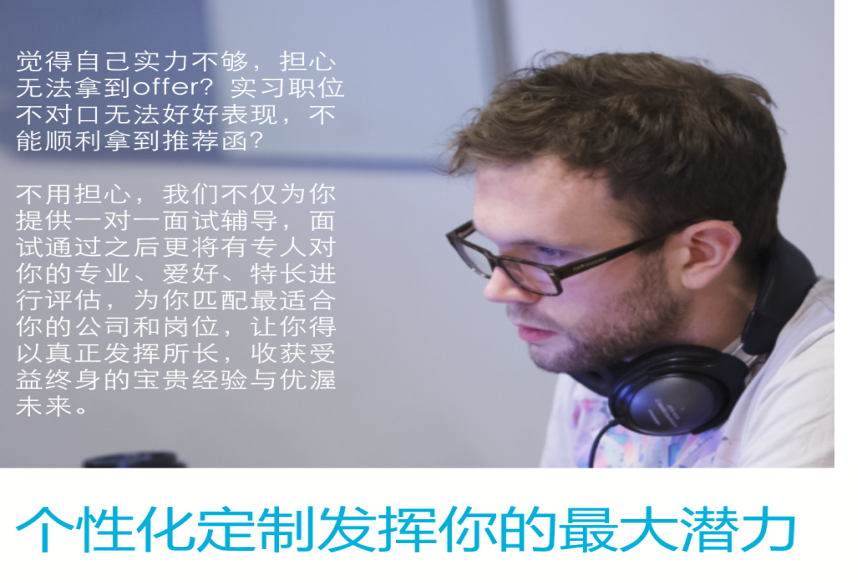 觉得自己实力不够，担心
无法拿到offer？实习职位
不对口无法好好表现，不
能顺利拿到推荐函？
不用担心，我们不仅为你
提供一对一面试辅导，面
试通过之后更将有专人对
你的专业、爱好、特长进
行评估，为你匹配最适合
你的公司和岗位，让你得
以真正发挥所长，收获受
益终身的宝贵经验与优渥
未来。
个性化定制发挥你的最大潜力